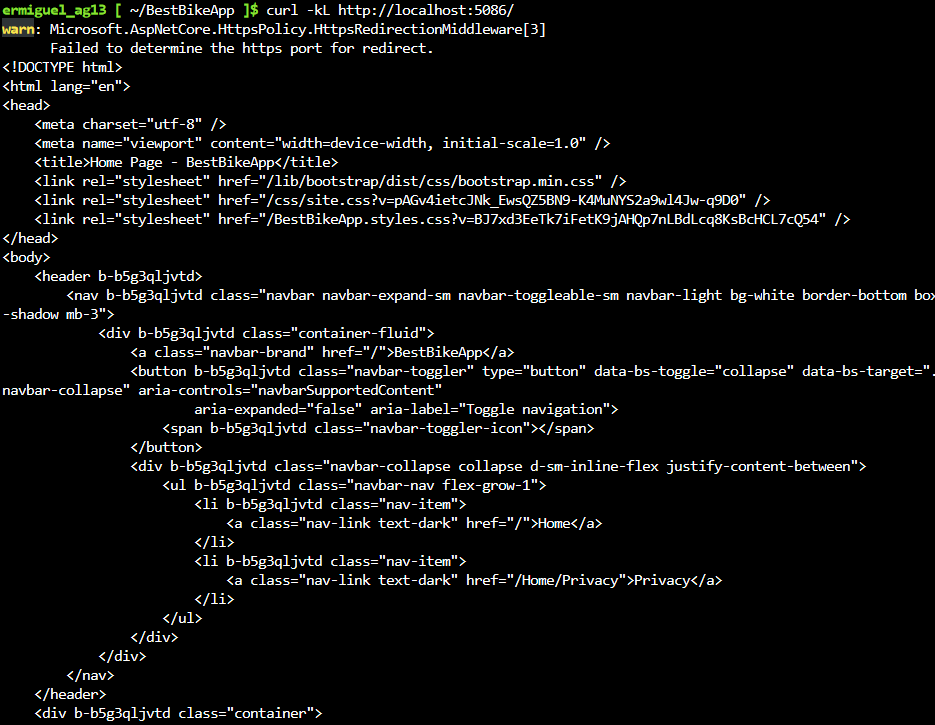 ermiguel_ag13 [ ~/BestBikeApp ]$ curl -kL http://localhost:5086/
warn: Microsoft.AspNetCore.HttpsPolicy.HttpsRedirectionMiddleware[3]
      Failed to determine the https port for redirect.
<!DOCTYPE html>
<html lang="en">
<head>
    <meta charset="utf-8" />
    <meta name="viewport" content="width=device-width, initial-scale=1.0" />
    <title>Home Page - BestBikeApp</title>
    <link rel="stylesheet" href="/lib/bootstrap/dist/css/bootstrap.min.css" />
    <link rel="stylesheet" href="/css/site.css?v=pAGv4ietcJNk_EwsQZ5BN9-K4MuNYS2a9wl4Jw-q9D0" />
    <link rel="stylesheet" href="/BestBikeApp.styles.css?v=BJ7xd3EeTk7iFetK9jAHQp7nLBdLcq8KsBcHCL7cQ54" />
</head>
<body>
    <header b-b5g3qljvtd>
        <nav b-b5g3qljvtd class="navbar navbar-expand-sm navbar-toggleable-sm navbar-light bg-white border-bottom box
-shadow mb-3">
            <div b-b5g3qljvtd class="container-fluid">
                <a class="navbar-brand" href="/">BestBikeApp</a>
                <button b-b5g3qljvtd class="navbar-toggler" type="button" data-bs-toggle="collapse" data-bs-target=".
navbar-collapse" aria-controls="navbarSupportedContent"
                        aria-expanded="false" aria-label="Toggle navigation">
                    <span b-b5g3qljvtd class="navbar-toggler-icon"></span>
                </button>
                <div b-b5g3qljvtd class="navbar-collapse collapse d-sm-inline-flex justify-content-between">
                    <ul b-b5g3qljvtd class="navbar-nav flex-grow-1">
                        <li b-b5g3qljvtd class="nav-item">
                            <a class="nav-link text-dark" href="/">Home</a>
                        </li>
                        <li b-b5g3qljvtd class="nav-item">
                            <a class="nav-link text-dark" href="/Home/Privacy">Privacy</a>
                        </li>
                    </ul>
                </div>
            </div>
        </nav>
    </header>
    <div b-b5g3qljvtd class="container">